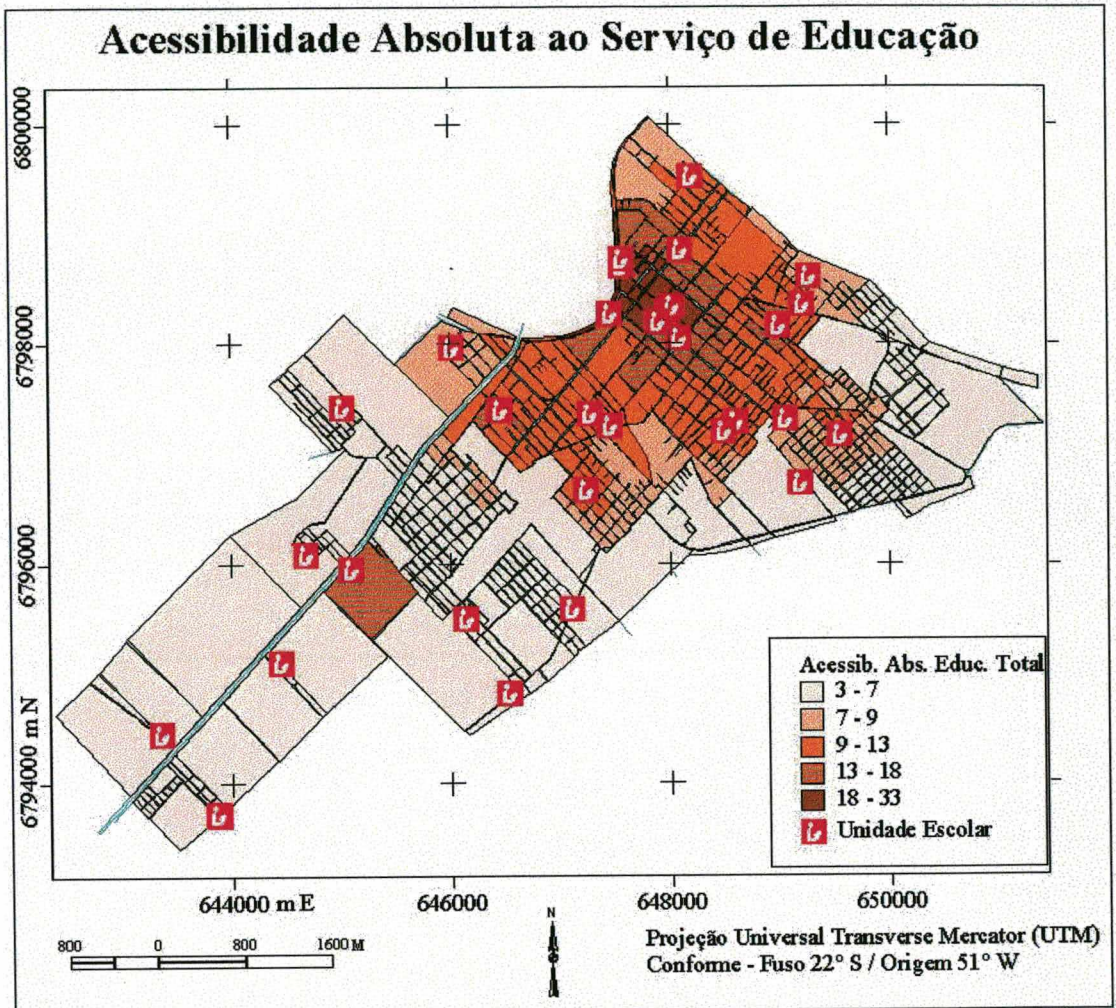 Acessibilidade Absoluta ao Serviço de Educação
6800000
6798000
6796000
6794000 m N
Acessib. Abs. Educ. Total
3 - 7
7 - 9
9 - 13
13 - 18
18 - 33
Unidade Escolar
644000 m E
646000
648000
650000
800
0
800
1600 M
N
Projeção Universal Transverse Mercator (UTM)
Conforme - Fuso 22° S / Origem 51° W